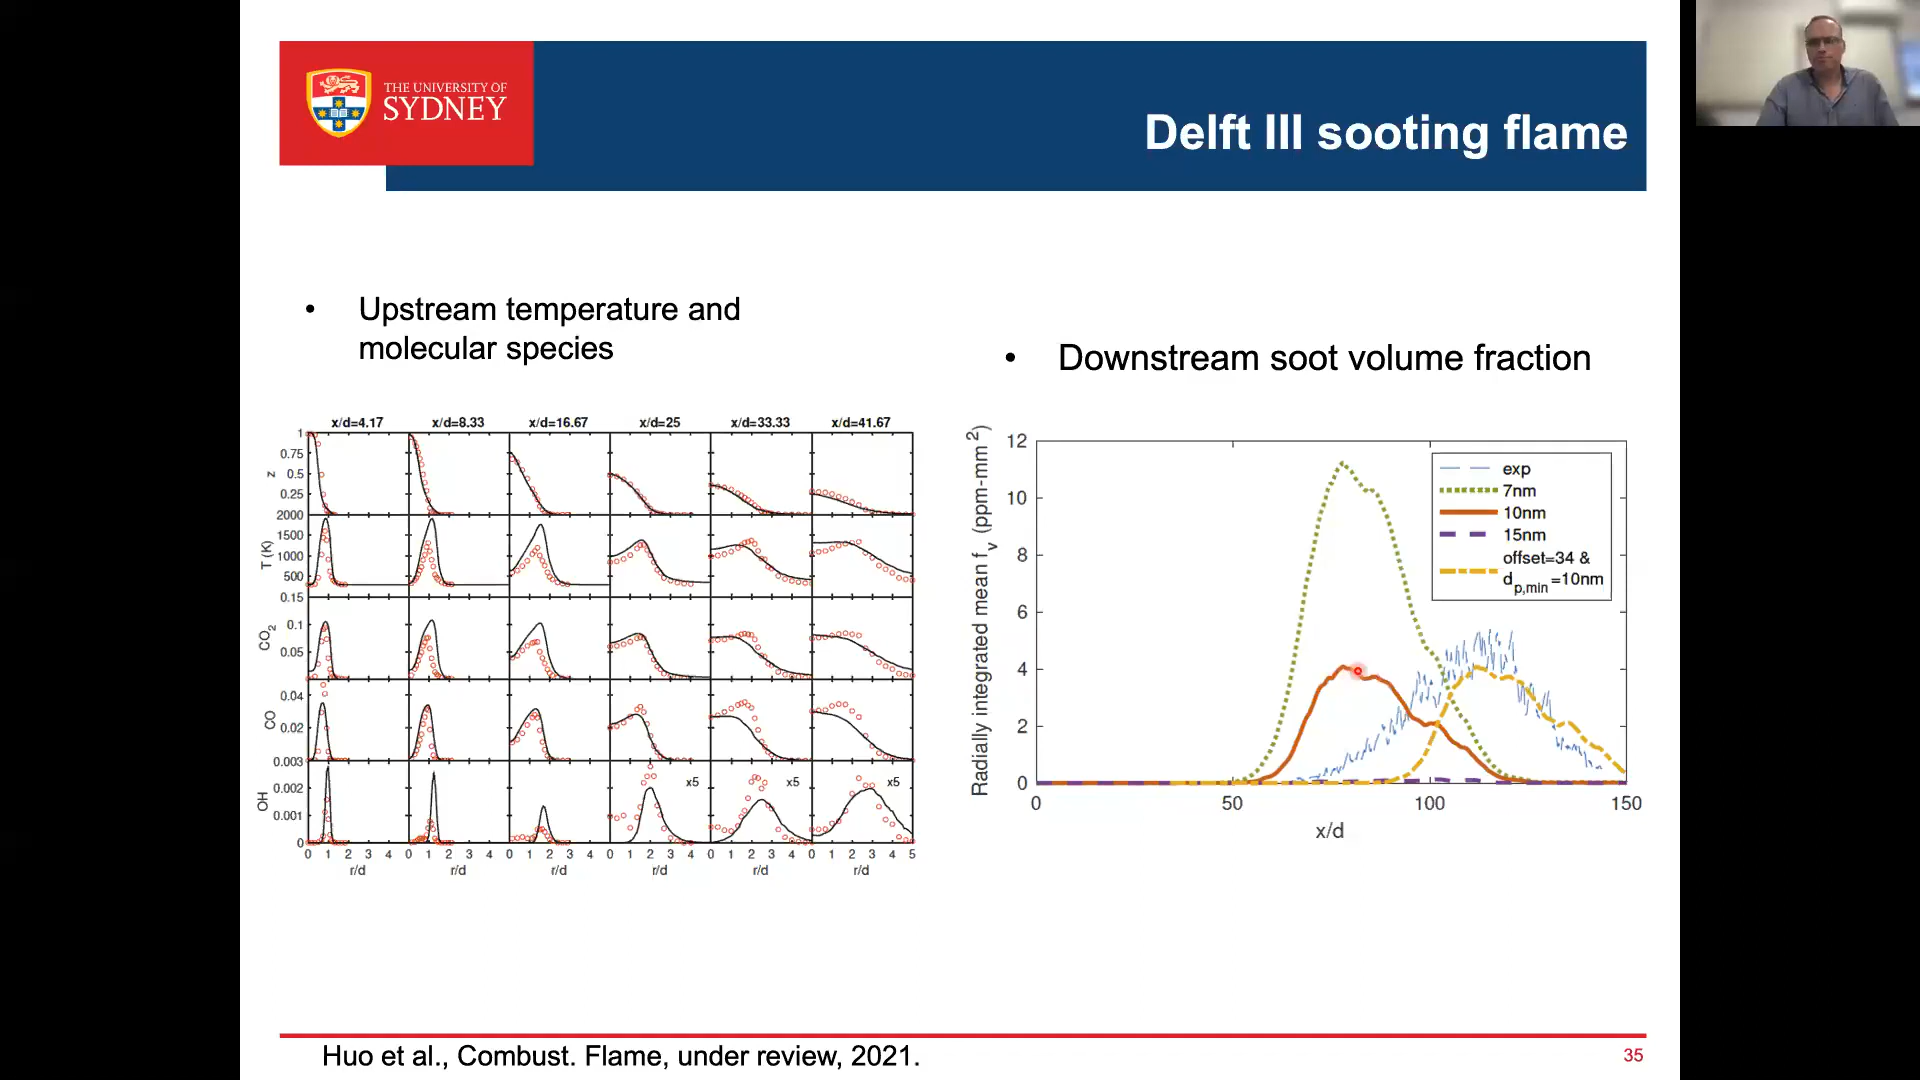 THE UNIVERSITY OF
SYDNEY
Delft III sooting flame
• Upstream temperature and
molecular species
• Downstream soot volume fraction
x/d=4.17 x/d=8.33 x/d=16.67 x/d=25 x/d=33.33 x/d=41.67
z
1
0.75
0.5
0.25
T (K)
2000
1500
1000
500
CO2
0.15
0.1
0.05
CO
0.04
0.02
OH
0.003
0.002
0.001
0
x5 x5 x5
0 1 2 3 4 0 1 2 3 4 0 1 2 3 4 0 1 2 3 4 0 1 2 3 4 0 1 2 3 4 5
r/d r/d r/d r/d r/d r/d
Radially integrated mean fv (ppm-mm2)
12
10
8
6
4
2
0
exp
7nm
10nm
15nm
offset=34 &
dp,min=10nm
0 50 100 150
x/d
Huo et al., Combust. Flame, under review, 2021.
35